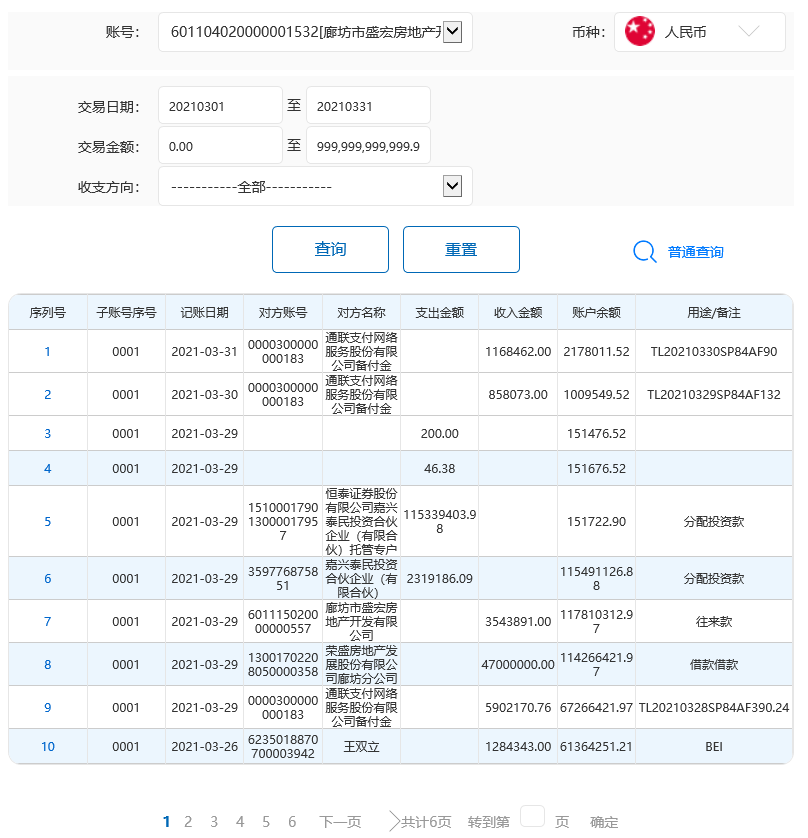 账号： 601104020000001532[廊坊市盛宏房地产 币种： 人民币
交易日期： 20210301 至 20210331
交易金额： 0.00 至 999,999,999,999.9
收支方向： -----------全部-----------
查询 重置 普通查询
序列号 子账号序号 记账日期 对方账号 对方名称 支出金额 收入金额 账户余额 用途/备注
1 0001 2021-03-31 0000300000000183 通联支付网络服务股份有限公司备付金 1168462.00 2178011.52 TL20210330SP84AF90
2 0001 2021-03-30 0000300000000183 通联支付网络服务股份有限公司备付金 858073.00 1009549.52 TL20210329SP84AF132
3 0001 2021-03-29 200.00 151476.52
4 0001 2021-03-29 46.38 151676.52
5 0001 2021-03-29 151000179013000017957 恒泰证券股份有限公司嘉兴泰民投资合伙企业（有限合伙）托管专户 115339403.98 151722.90 分配投资款
6 0001 2021-03-29 359776875851 嘉兴泰民投资合伙企业（有限合伙） 2319186.09 115491126.88 分配投资款
7 0001 2021-03-29 601115020000000557 廊坊市盛宏房地产开发有限公司 3543891.00 117810312.97 往来款
8 0001 2021-03-29 13001702208050000358 荣盛房地产发展股份有限公司廊坊分公司 47000000.00 114266421.97 借款借款
9 0001 2021-03-29 0000300000000183 通联支付网络服务股份有限公司备付金 5902170.76 67266421.97 TL20210328SP84AF390.24
10 0001 2021-03-26 6235018870700003942 王双立 1284343.00 61364251.21 BEI
1 2 3 4 5 6 下一页 共计6页 转到第 页 确定